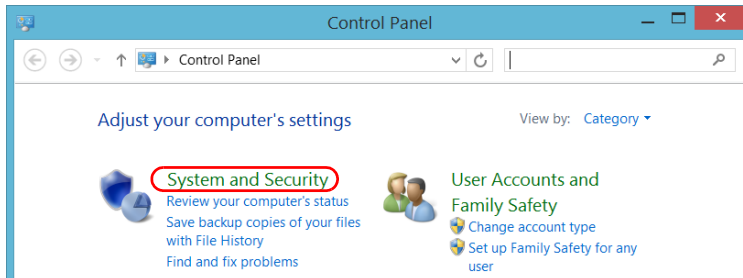 Control Panel
Control Panel
Adjust your computer's settings
View by: Category
System and Security
Review your computer's status
Save backup copies of your files
with File History
Find and fix problems
User Accounts and
Family Safety
Change account type
Set up Family Safety for any
user